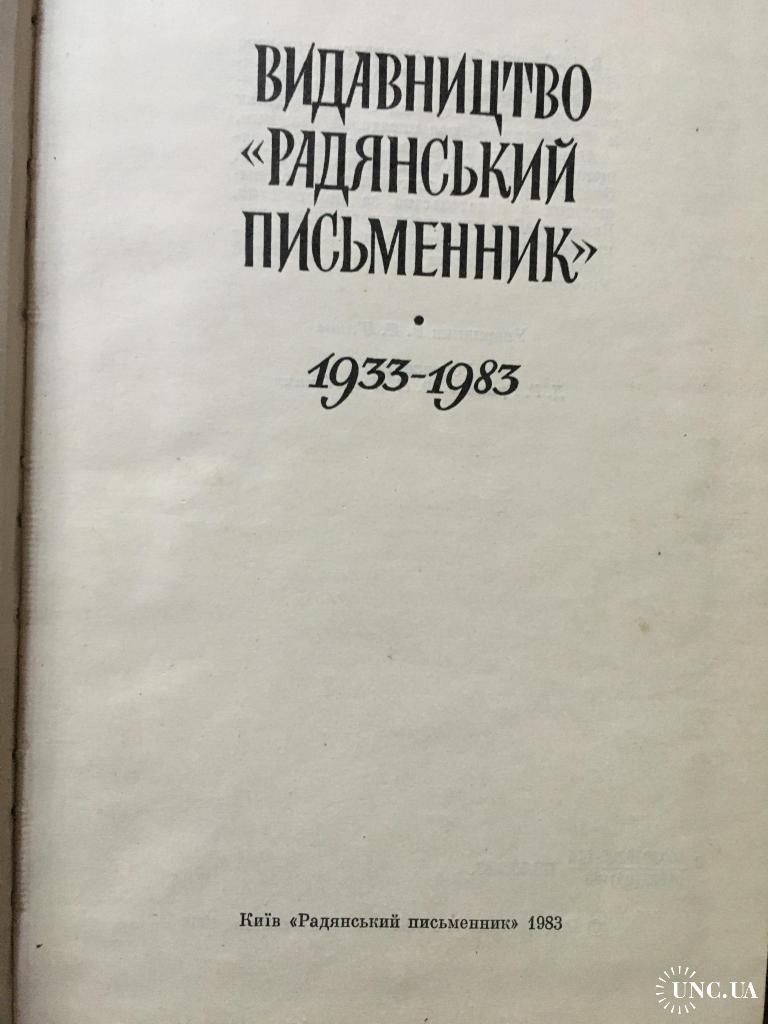 ВИДАВНИЦТВО
«РАДЯНСЬКИЙ
ПИСЬМЕННИК»
•
1933-1983
Київ «Радянський письменник» 1983
UNC.UA